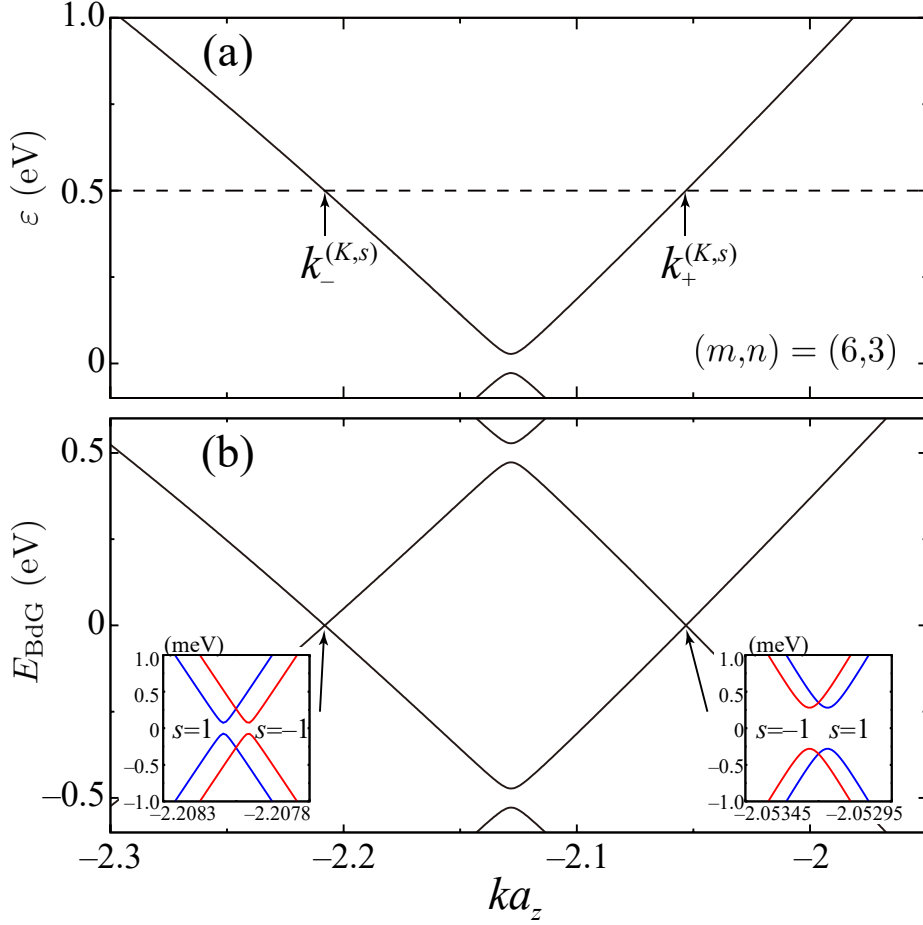 (a)
1.0
0.5
0
ε (eV)
k₋^(K,s)
k₊^(K,s)
(m,n) = (6,3)
(b)
0.5
0
−0.5
E_BdG (eV)
(meV)
1.0
0.5
0
−0.5
−1.0
s=1 s=−1
−2.2083 −2.2078
(meV)
1.0
0.5
0
−0.5
−1.0
s=−1 s=1
−2.05345 −2.05295
−2.3 −2.2 −2.1 −2
ka_z